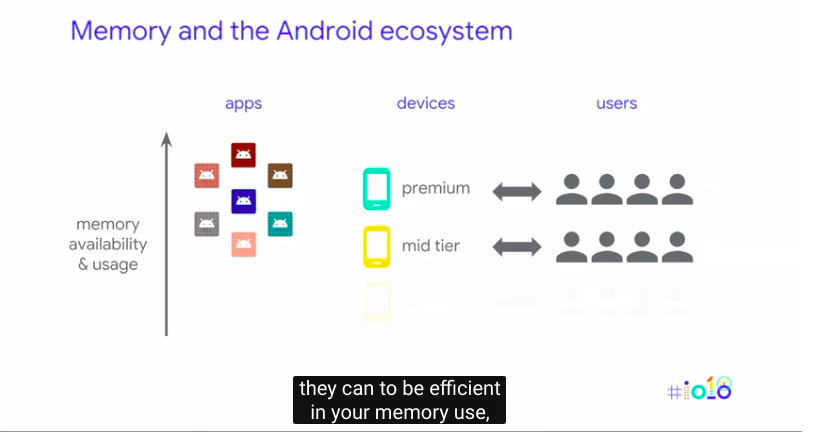 Memory and the Android ecosystem
apps
devices
users
premium
memory
availability
& usage
mid tier
they can to be efficient
in your memory use,
#io18